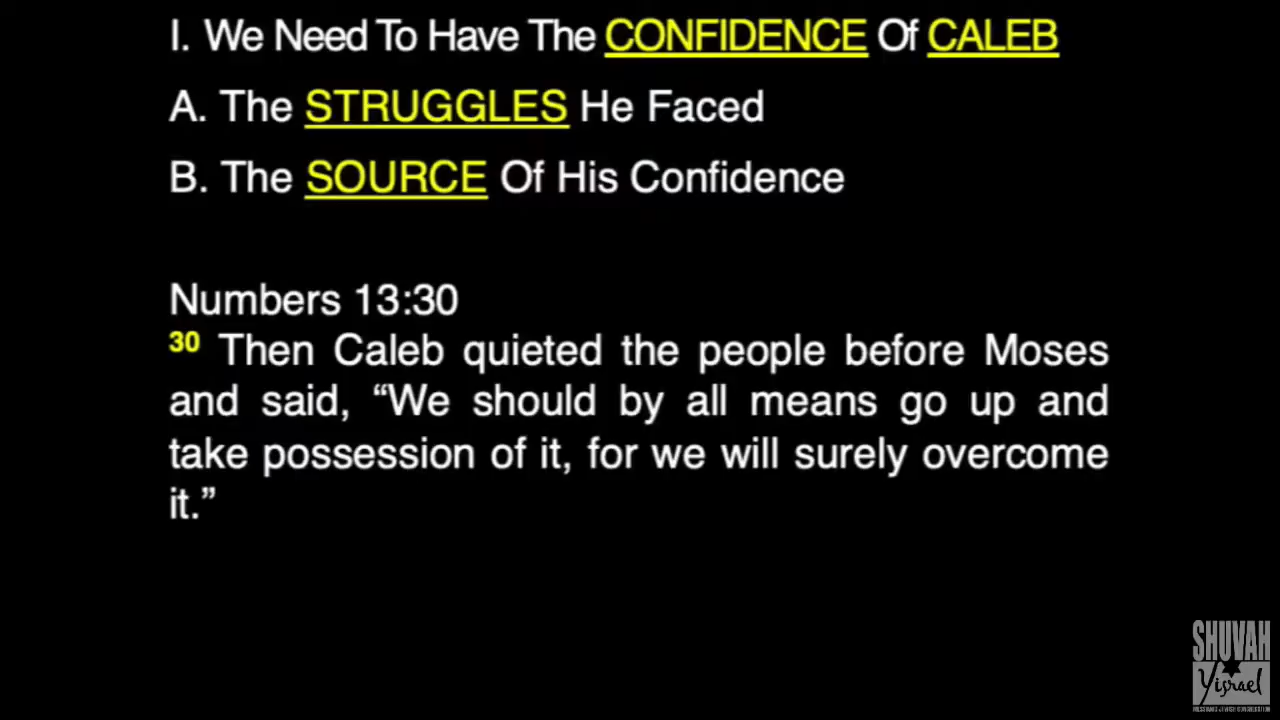 I. We Need To Have The CONFIDENCE Of CALEB
A. The STRUGGLES He Faced
B. The SOURCE Of His Confidence
Numbers 13:30
30 Then Caleb quieted the people before Moses
and said, “We should by all means go up and
take possession of it, for we will surely overcome
it.”
SHUVAH
Yisrael